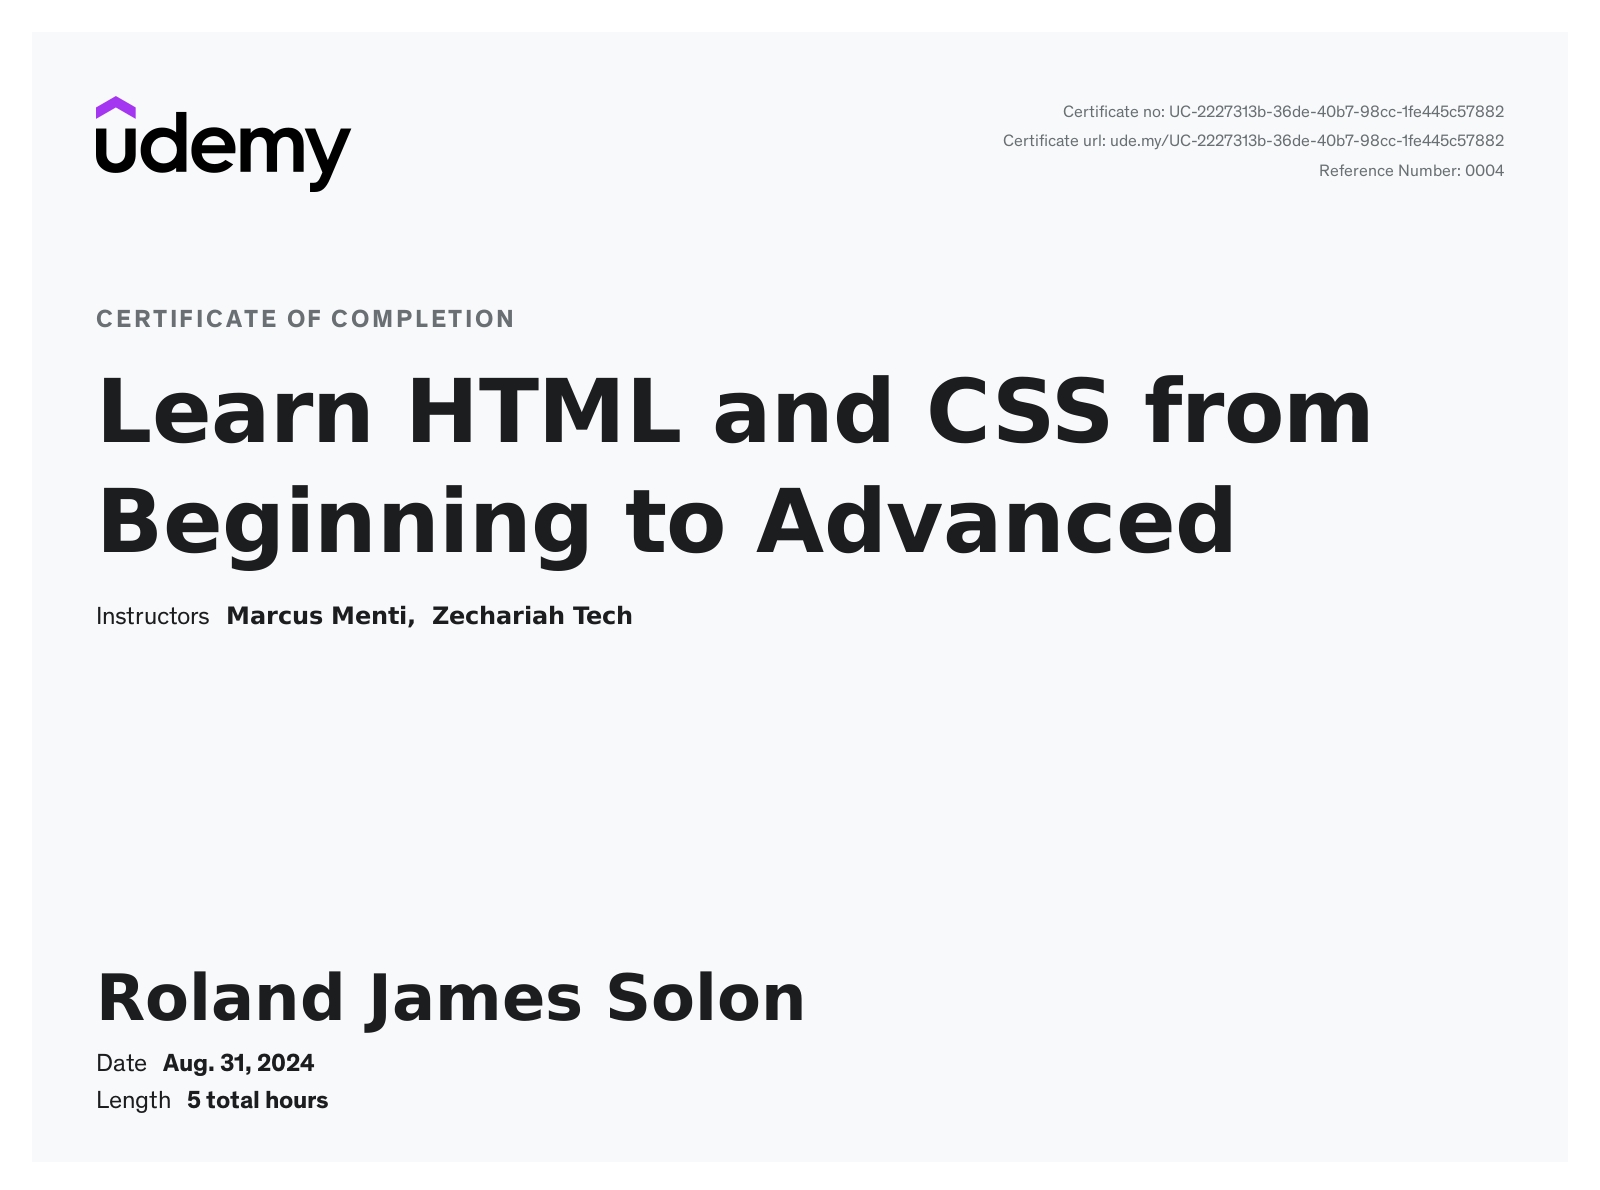 udemy
Certificate no: UC-2227313b-36de-40b7-98cc-1fe445c57882
Certificate url: ude.my/UC-2227313b-36de-40b7-98cc-1fe445c57882
Reference Number: 0004
CERTIFICATE OF COMPLETION
Learn HTML and CSS from
Beginning to Advanced
Instructors Marcus Menti, Zechariah Tech
Roland James Solon
Date Aug. 31, 2024
Length 5 total hours